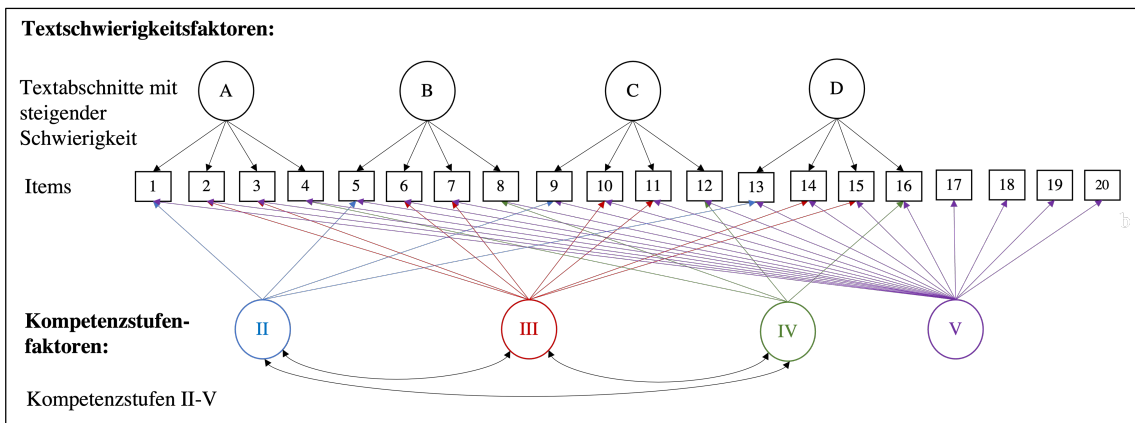 Textschwierigkeitsfaktoren:
Textabschnitte mit
steigender
Schwierigkeit
A B C D
Items
1 2 3 4 5 6 7 8 9 10 11 12 13 14 15 16 17 18 19 20
Kompetenzstufen-
faktoren:
II III IV V
Kompetenzstufen II-V